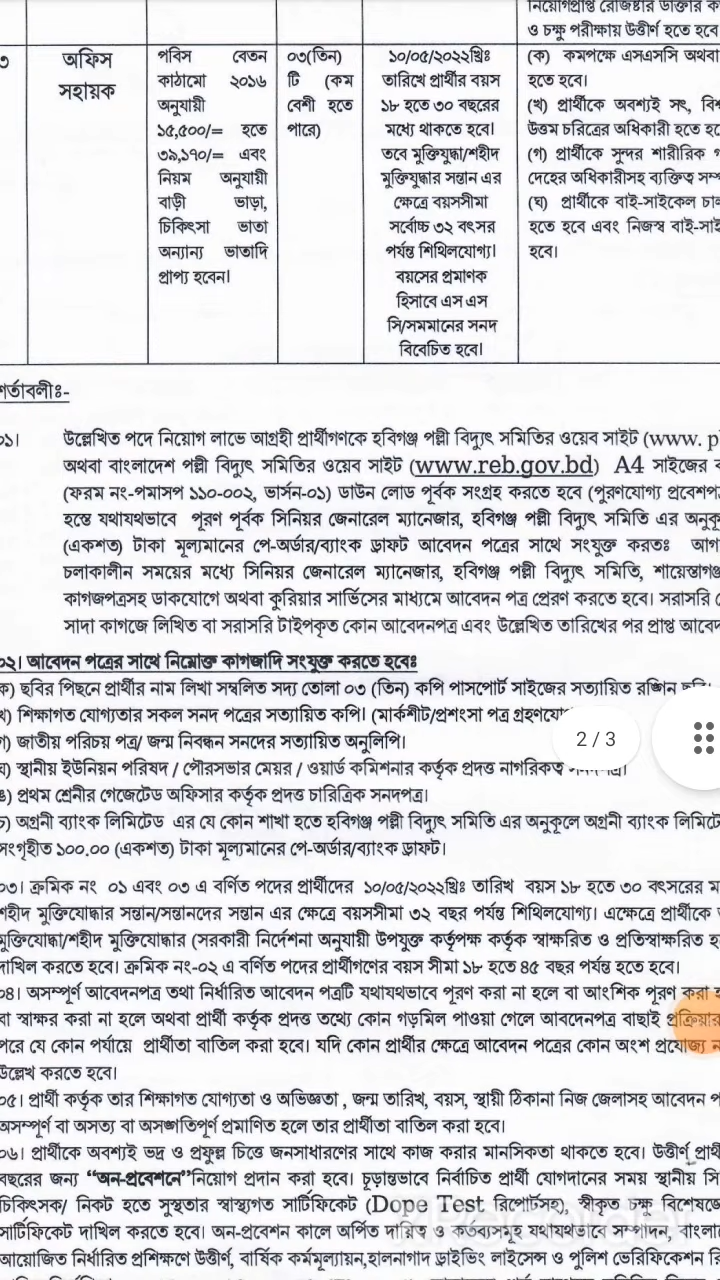 নিয়োগপ্রাপ্ত রেজিষ্টার ডাক্তার
ও চক্ষু পরীক্ষায় উত্তীর্ণ হতে হবে
অফিস সহায়ক
পবিস বেতন কাঠামো ২০১৬ অনুযায়ী ১৫,৫০০/= হতে ৩৯,১৭০/= এবং নিয়ম অনুযায়ী বাড়ী ভাড়া, চিকিৎসা ভাতা অন্যান্য ভাতাদি প্রাপ্য হবেন।
০৩(তিন) টি (কম বেশী হতে পারে)
১০/০৫/২০২২খ্রিঃ
তারিখে প্রার্থীর বয়স
১৮ হতে ৩০ বছরের
মধ্যে থাকতে হবে।
তবে মুক্তিযুদ্ধা/শহীদ
মুক্তিযুদ্ধার সন্তান এর
ক্ষেত্রে বয়সসীমা
সর্বোচ্চ ৩২ বৎসর
পর্যন্ত শিথিলযোগ্য।
বয়সের প্রমাণক
হিসাবে এস এস
সি/সমমানের সনদ
বিবেচিত হবে।
(ক) কমপক্ষে এসএসসি অথবা
হতে হবে।
(খ) প্রার্থীকে অবশ্যই সৎ,
উত্তম চরিত্রের অধিকারী হতে
(গ) প্রার্থীকে সুন্দর শারীরিক
দেহের অধিকারীসহ ব্যক্তিত্ব
(ঘ) প্রার্থীকে বাই-সাইকেল
হতে হবে এবং নিজস্ব
হবে।
শর্তাবলীঃ-
০১। উল্লেখিত পদে নিয়োগ লাভে আগ্রহী প্রার্থীগণকে হবিগঞ্জ পল্লী বিদ্যুৎ সমিতির ওয়েব সাইট (www. p
অথবা বাংলাদেশ পল্লী বিদ্যুৎ সমিতির ওয়েব সাইট (www.reb.gov.bd) A4 সাইজের
(ফরম নং-পমাসপ ১১০-০০২, ভার্সন-০১) ডাউন লোড পূর্বক সংগ্রহ করতে হবে (পূরণযোগ্য
হস্তে যথাযথভাবে পূরণ পূর্বক সিনিয়র জেনারেল ম্যানেজার, হবিগঞ্জ পল্লী বিদ্যুৎ সমিতি এর
(একশত) টাকা মূল্যমানের পে-অর্ডার/ব্যাংক ড্রাফট আবেদন পত্রের সাথে সংযুক্ত করতঃ
চলাকালীন সময়ের মধ্যে সিনিয়র জেনারেল ম্যানেজার, হবিগঞ্জ পল্লী বিদ্যুৎ সমিতি,
কাগজপত্রসহ ডাকযোগে অথবা কুরিয়ার সার্ভিসের মাধ্যমে আবেদন পত্র প্রেরণ করতে হবে। সরাসরি
সাদা কাগজে লিখিত বা সরাসরি টাইপকৃত কোন আবেদনপত্র এবং উল্লেখিত তারিখের পর প্রাপ্ত
০২। আবেদন পত্রের সাথে নিম্নোক্ত কাগজাদি সংযুক্ত করতে হবেঃ
ক) ছবির পিছনে প্রার্থীর নাম লিখা সম্বলিত সদ্য তোলা ০৩ (তিন) কপি পাসপোর্ট সাইজের সত্যায়িত রঙ্গিন
খ) শিক্ষাগত যোগ্যতার সকল সনদ পত্রের সত্যায়িত কপি। (মার্কশীট/প্রশংসা পত্র
গ) জাতীয় পরিচয় পত্র/ জন্ম নিবন্ধন সনদের সত্যায়িত অনুলিপি।
2 / 3
ঘ) স্থানীয় ইউনিয়ন পরিষদ / পৌরসভার মেয়র / ওয়ার্ড কমিশনার কর্তৃক প্রদত্ত নাগরিকত্ব
ঙ) প্রথম শ্রেনীর গেজেটেড অফিসার কর্তৃক প্রদত্ত চারিত্রিক সনদপত্র।
চ) অগ্রনী ব্যাংক লিমিটেড এর যে কোন শাখা হতে হবিগঞ্জ পল্লী বিদ্যুৎ সমিতি এর অনুকূলে অগ্রনী ব্যাংক
সংগৃহীত ১০০.০০ (একশত) টাকা মূল্যমানের পে-অর্ডার/ব্যাংক ড্রাফট।
০৩। ক্রমিক নং ০১ এবং ০৩ এ বর্ণিত পদের প্রার্থীদের ১০/০৫/২০২২খ্রিঃ তারিখ বয়স ১৮ হতে ৩০ বৎসরের
শহীদ মুক্তিযোদ্ধার সন্তান/সন্তানদের সন্তান এর ক্ষেত্রে বয়সসীমা ৩২ বছর পর্যন্ত শিথিলযোগ্য। এক্ষেত্রে প্রার্থীকে
মুক্তিযোদ্ধা/শহীদ মুক্তিযোদ্ধার (সরকারী নির্দেশনা অনুযায়ী উপযুক্ত কর্তৃপক্ষ কর্তৃক স্বাক্ষরিত ও প্রতিস্বাক্ষরিত
দাখিল করতে হবে। ক্রমিক নং-০২ এ বর্ণিত পদের প্রার্থীগণের বয়স সীমা ১৮ হতে ৪৫ বছর পর্যন্ত হতে হবে।
০৪। অসম্পূর্ণ আবেদনপত্র তথা নির্ধারিত আবেদন পত্রটি যথাযথভাবে পূরণ করা না হলে বা আংশিক পূরণ করা
বা স্বাক্ষর করা না হলে অথবা প্রার্থী কর্তৃক প্রদত্ত তথ্যে কোন গড়মিল পাওয়া গেলে আবদেনপত্র বাছাই প্রক্রিয়ার
পরে যে কোন পর্যায়ে প্রার্থীতা বাতিল করা হবে। যদি কোন প্রার্থীর ক্ষেত্রে আবেদন পত্রের কোন অংশ প্রযোজ্য
উল্লেখ করতে হবে।
০৫। প্রার্থী কর্তৃক তার শিক্ষাগত যোগ্যতা ও অভিজ্ঞতা , জন্ম তারিখ, বয়স, স্থায়ী ঠিকানা নিজ জেলাসহ আবেদন
অসম্পূর্ণ বা অসত্য বা অসঙ্গতিপূর্ণ প্রমাণিত হলে তার প্রার্থীতা বাতিল করা হবে।
০৬। প্রার্থীকে অবশ্যই ভদ্র ও প্রফুল্ল চিত্তে জনসাধারণের সাথে কাজ করার মানসিকতা থাকতে হবে। উত্তীর্ণ
বছরের জন্য “অন-প্রবেশনে” নিয়োগ প্রদান করা হবে। চূড়ান্তভাবে নির্বাচিত প্রার্থী যোগদানের সময় স্থানীয়
চিকিৎসক/ নিকট হতে সুস্থতার স্বাস্থ্যগত সার্টিফিকেট (Dope Test রিপোর্টসহ), স্বীকৃত চক্ষু
সার্টিফিকেট দাখিল করতে হবে। অন-প্রবেশন কালে অর্পিত দায়িত্ব ও কর্তব্যসমূহ যথাযথভাবে সম্পাদন,
আয়োজিত নির্ধারিত প্রশিক্ষণে উত্তীর্ণ, বার্ষিক কর্মমূল্যায়ন,হালনাগাদ ড্রাইভিং লাইসেন্স ও পুলিশ ভেরিফিকেশন